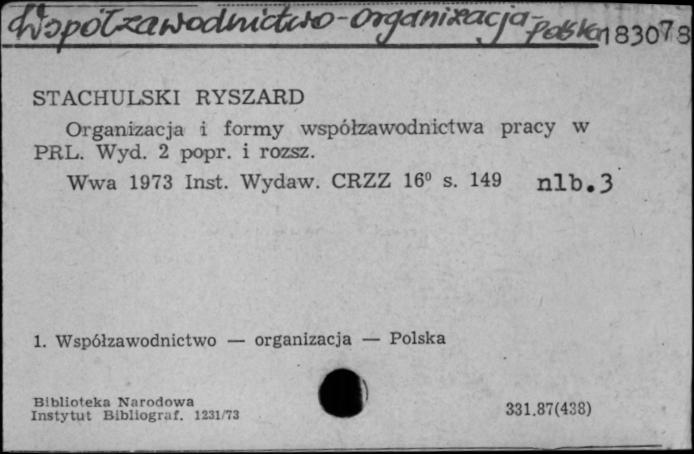 Współzawodnictwo-organizacja-Polska 183078
STACHULSKI RYSZARD
Organizacja i formy współzawodnictwa pracy w
PRL. Wyd. 2 popr. i rozsz.
Wwa 1973 Inst. Wydaw. CRZZ 16⁰ s. 149 nlb.3
1. Współzawodnictwo — organizacja — Polska
Biblioteka Narodowa
Instytut Bibliograf. 1231/73
331.87(438)